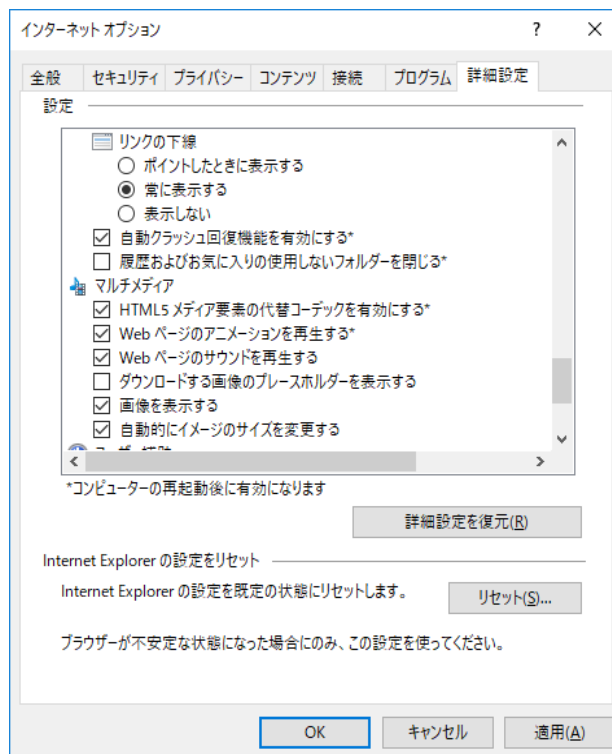 インターネット オプション
?
全般 セキュリティ プライバシー コンテンツ 接続 プログラム 詳細設定
設定
リンクの下線
ポイントしたときに表示する
常に表示する
表示しない
自動クラッシュ回復機能を有効にする*
履歴およびお気に入りの使用しないフォルダーを閉じる*
マルチメディア
HTML5 メディア要素の代替コーデックを有効にする*
Web ページのアニメーションを再生する*
Web ページのサウンドを再生する
ダウンロードする画像のプレースホルダーを表示する
画像を表示する
自動的にイメージのサイズを変更する
*コンピューターの再起動後に有効になります
詳細設定を復元(R)
Internet Explorer の設定をリセット
Internet Explorer の設定を既定の状態にリセットします。
リセット(S)...
ブラウザーが不安定な状態になった場合にのみ、この設定を使ってください。
OK キャンセル 適用(A)